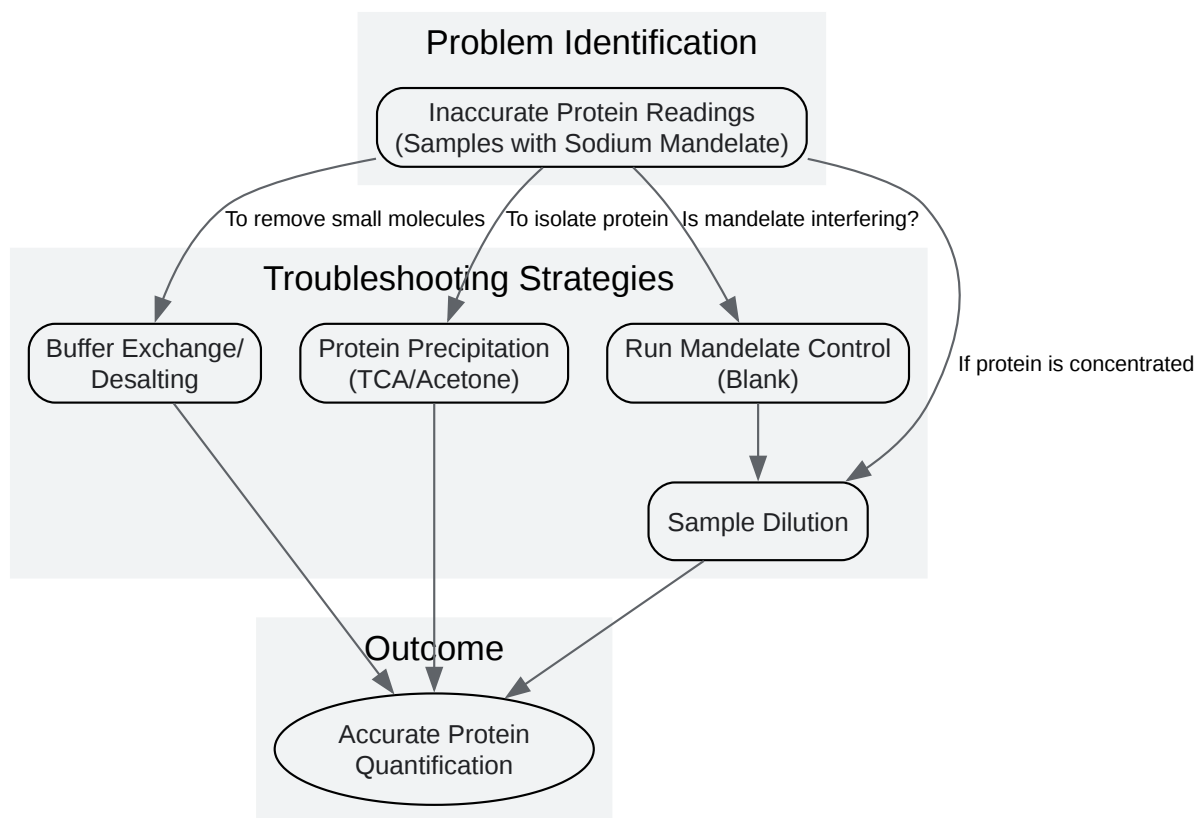 Problem Identification
Inaccurate Protein Readings
(Samples with Sodium Mandelate)
To remove small molecules
To isolate protein
Is mandelate interfering?
Troubleshooting Strategies
Buffer Exchange/
Desalting
Protein Precipitation
(TCA/Acetone)
Run Mandelate Control
(Blank)
If protein is concentrated
Sample Dilution
Outcome
Accurate Protein
Quantification